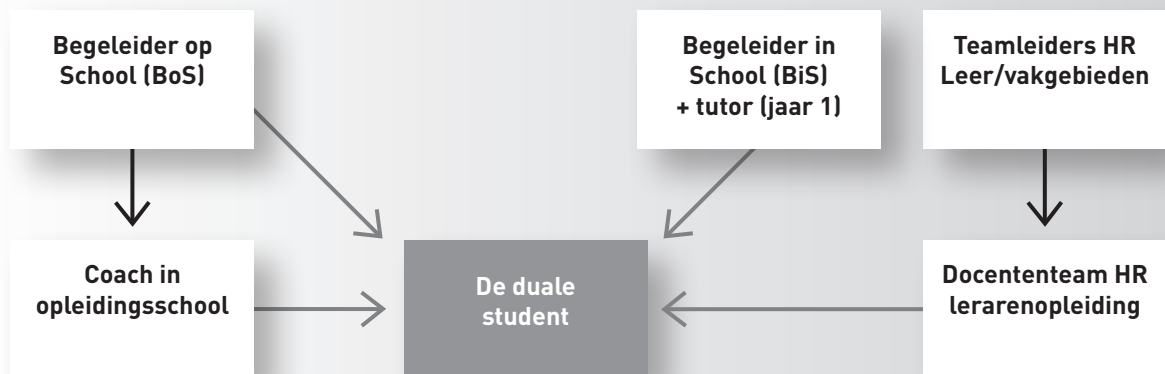 Begeleider op
School (BoS)
Begeleider in
School (BiS)
+ tutor (jaar 1)
Teamleiders HR
Leer/vakgebieden
Coach in
opleidingsschool
De duale
student
Docententeam HR
lerarenopleiding